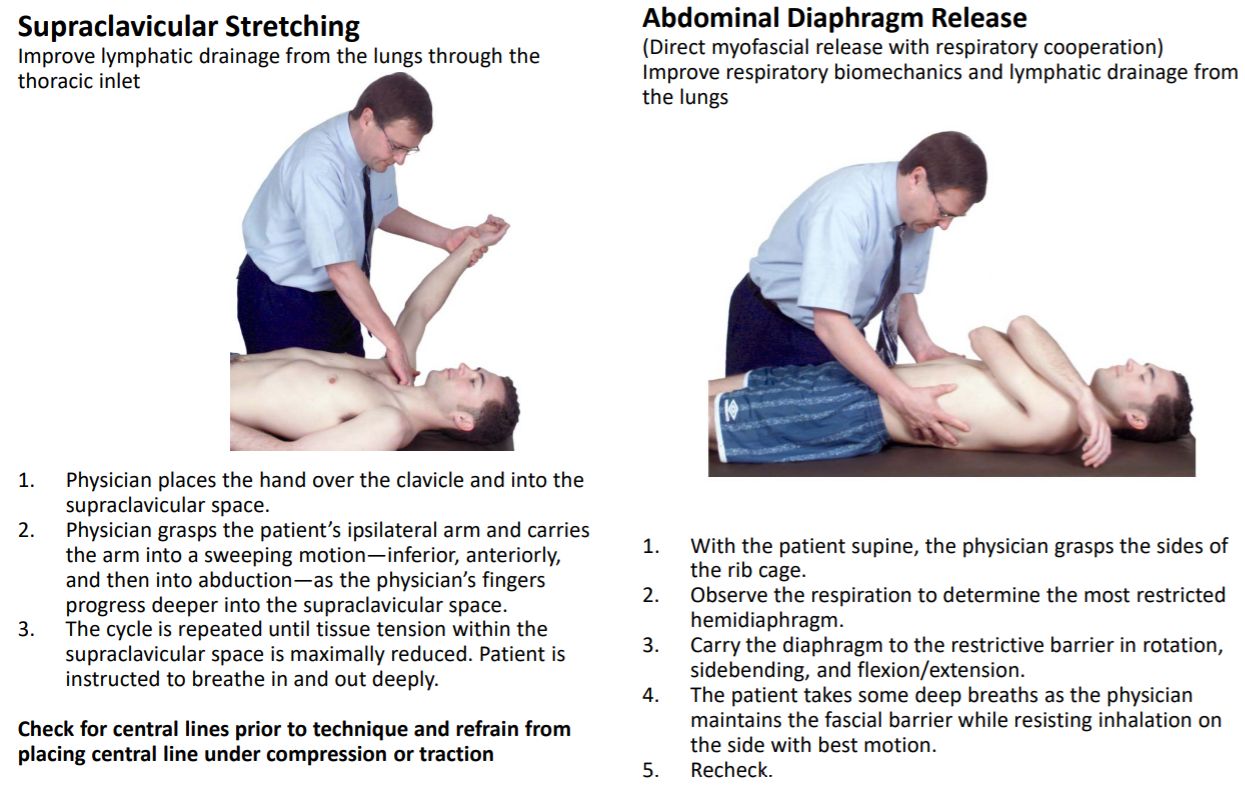 Supraclavicular Stretching
Improve lymphatic drainage from the lungs through the
thoracic inlet
1. Physician places the hand over the clavicle and into the
supraclavicular space.
2. Physician grasps the patient’s ipsilateral arm and carries
the arm into a sweeping motion—inferior, anteriorly,
and then into abduction—as the physician’s fingers
progress deeper into the supraclavicular space.
3. The cycle is repeated until tissue tension within the
supraclavicular space is maximally reduced. Patient is
instructed to breathe in and out deeply.
Check for central lines prior to technique and refrain from
placing central line under compression or traction
Abdominal Diaphragm Release
(Direct myofascial release with respiratory cooperation)
Improve respiratory biomechanics and lymphatic drainage from
the lungs
1. With the patient supine, the physician grasps the sides of
the rib cage.
2. Observe the respiration to determine the most restricted
hemidiaphragm.
3. Carry the diaphragm to the restrictive barrier in rotation,
sidebending, and flexion/extension.
4. The patient takes some deep breaths as the physician
maintains the fascial barrier while resisting inhalation on
the side with best motion.
5. Recheck.